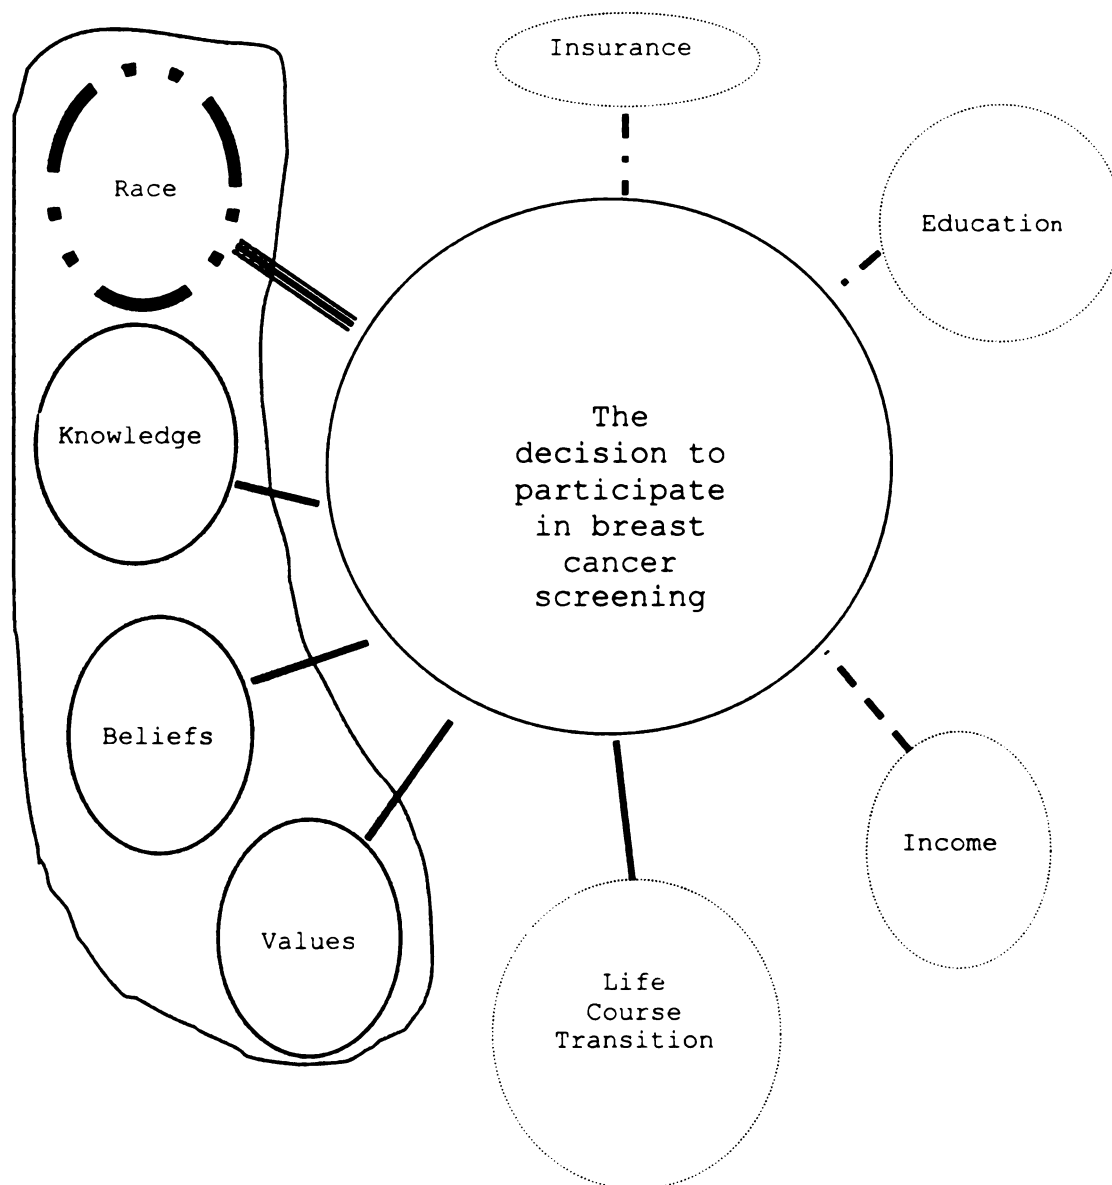 Insurance
Education
Race
Knowledge
The
decision to
participate
in breast
cancer
screening
Beliefs
Income
Values
Life
Course
Transition